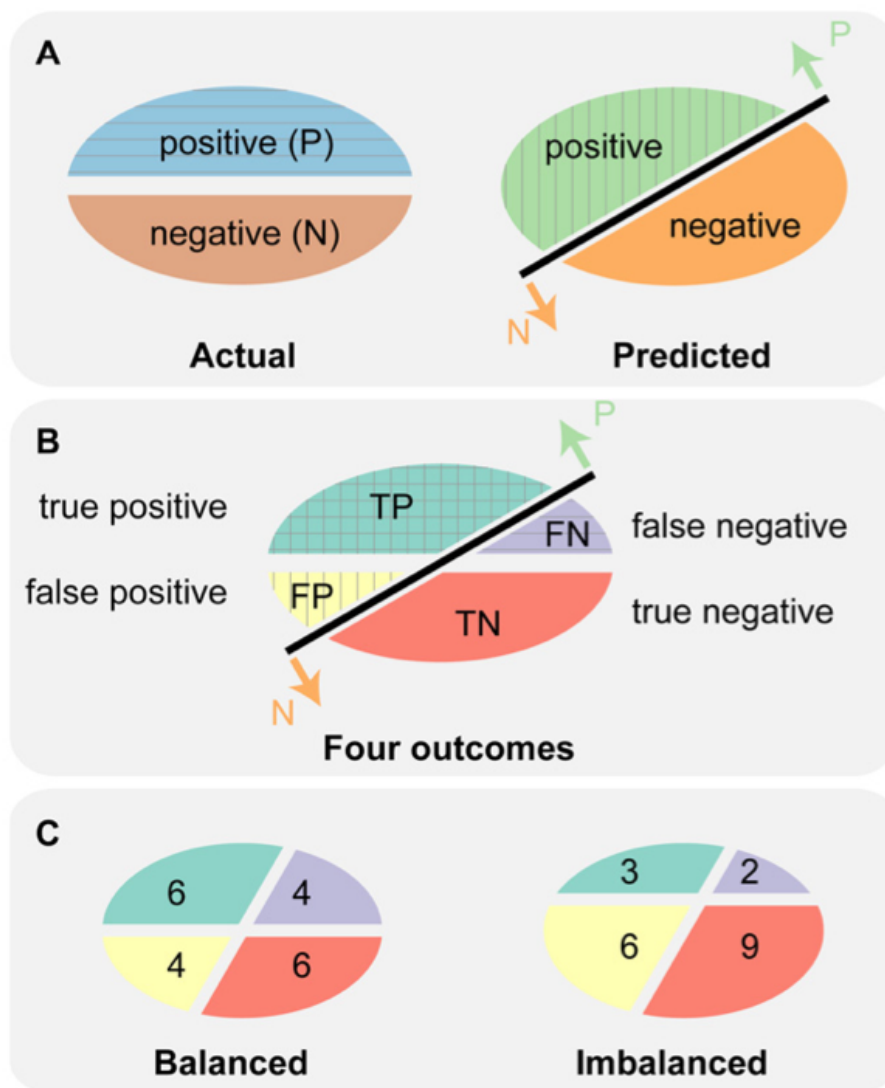 A
P
positive (P)
positive
negative (N)
negative
N
Actual
Predicted
B
P
true positive
TP
FN
false negative
false positive
FP
TN
true negative
N
Four outcomes
C
6
4
3
2
4
6
6
9
Balanced
Imbalanced